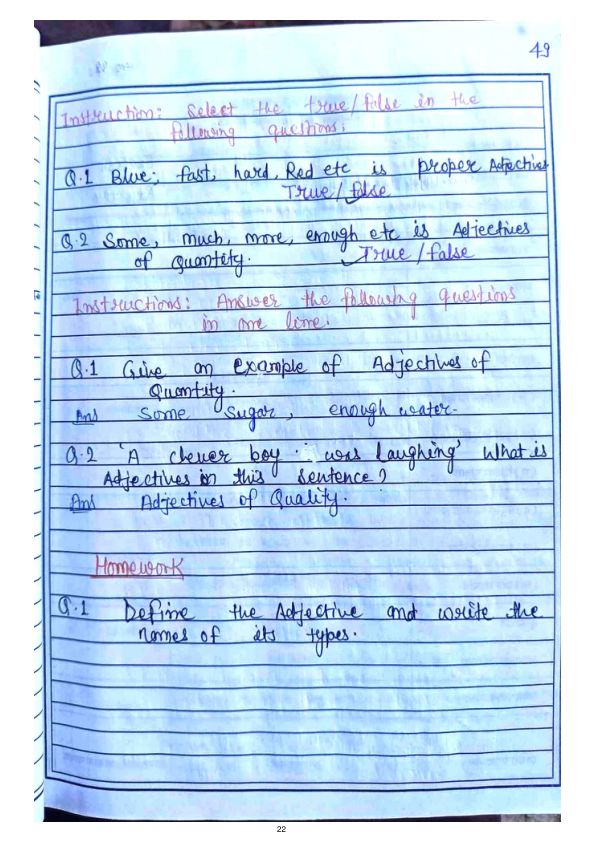 49
Instruction: Select the true/false in the
following questions:
Q.1 Blue, fast, hard, Red etc is proper Adjective
True / false
Q.2 Some, much, more, enough etc is Adjectives
of Quantity. True / false
Instructions: Answer the following questions
in one line.
Q.1 Give an Example of Adjectives of
Quantity.
Ans Some Sugar, enough water.
Q.2 'A clever boy was laughing' What is
Adjectives in this sentence?
Ans Adjectives of Quality.
Homework
Q.1 Define the Adjective and write the
names of its types.
22